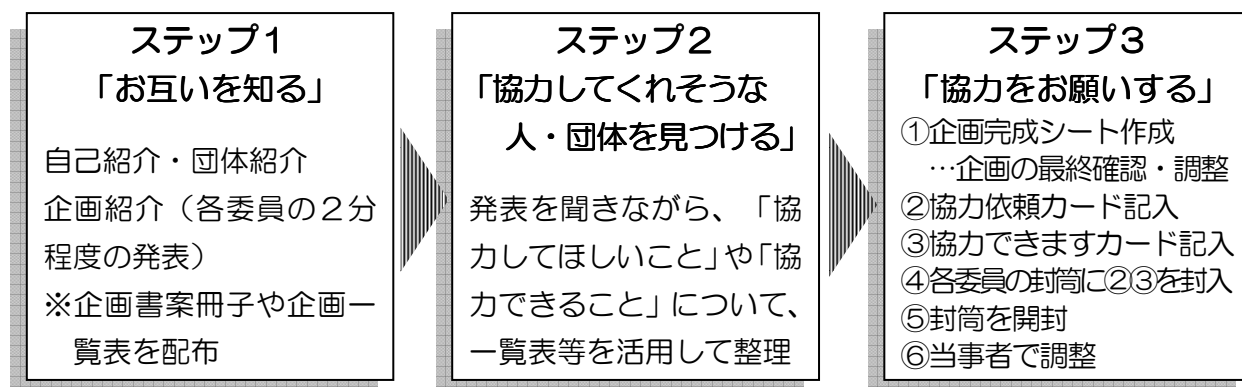 ステップ1
「お互いを知る」
自己紹介・団体紹介
企画紹介（各委員の2分
程度の発表）
※企画書案冊子や企画一
覧表を配布
ステップ2
「協力してくれそうな
人・団体を見つける」
発表を聞きながら、「協
力してほしいこと」や「協
力できること」について、
一覧表等を活用して整理
ステップ3
「協力をお願いする」
①企画完成シート作成
…企画の最終確認・調整
②協力依頼カード記入
③協力できますカード記入
④各委員の封筒に②③を封入
⑤封筒を開封
⑥当事者で調整